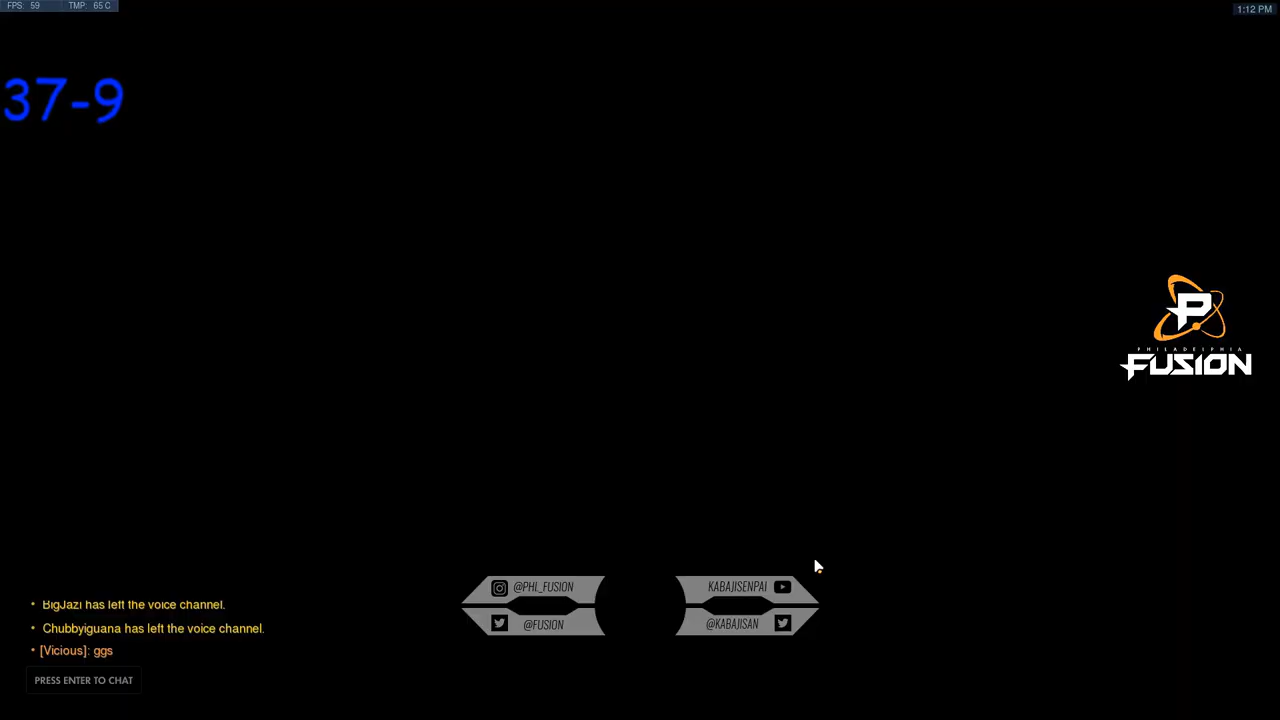 FPS: 59 TMP: 65 C
1:12 PM
37-9
PHILADELPHIA
FUSION
@PHI_FUSION
KABAJISENPAI
@FUSION
@KABAJISAN
• BigJazi has left the voice channel.
• Chubbyiguana has left the voice channel.
• [Vicious]: ggs
PRESS ENTER TO CHAT